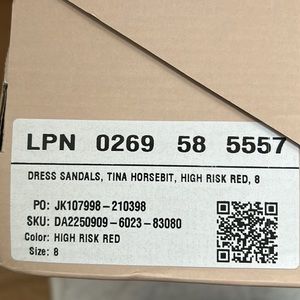 LPN 0269 58 5557
DRESS SANDALS, TINA HORSEBIT, HIGH RISK RED, 8
PO: JK107998-210398
SKU: DA2250909-6023-83080
Color: HIGH RISK RED
Size: 8